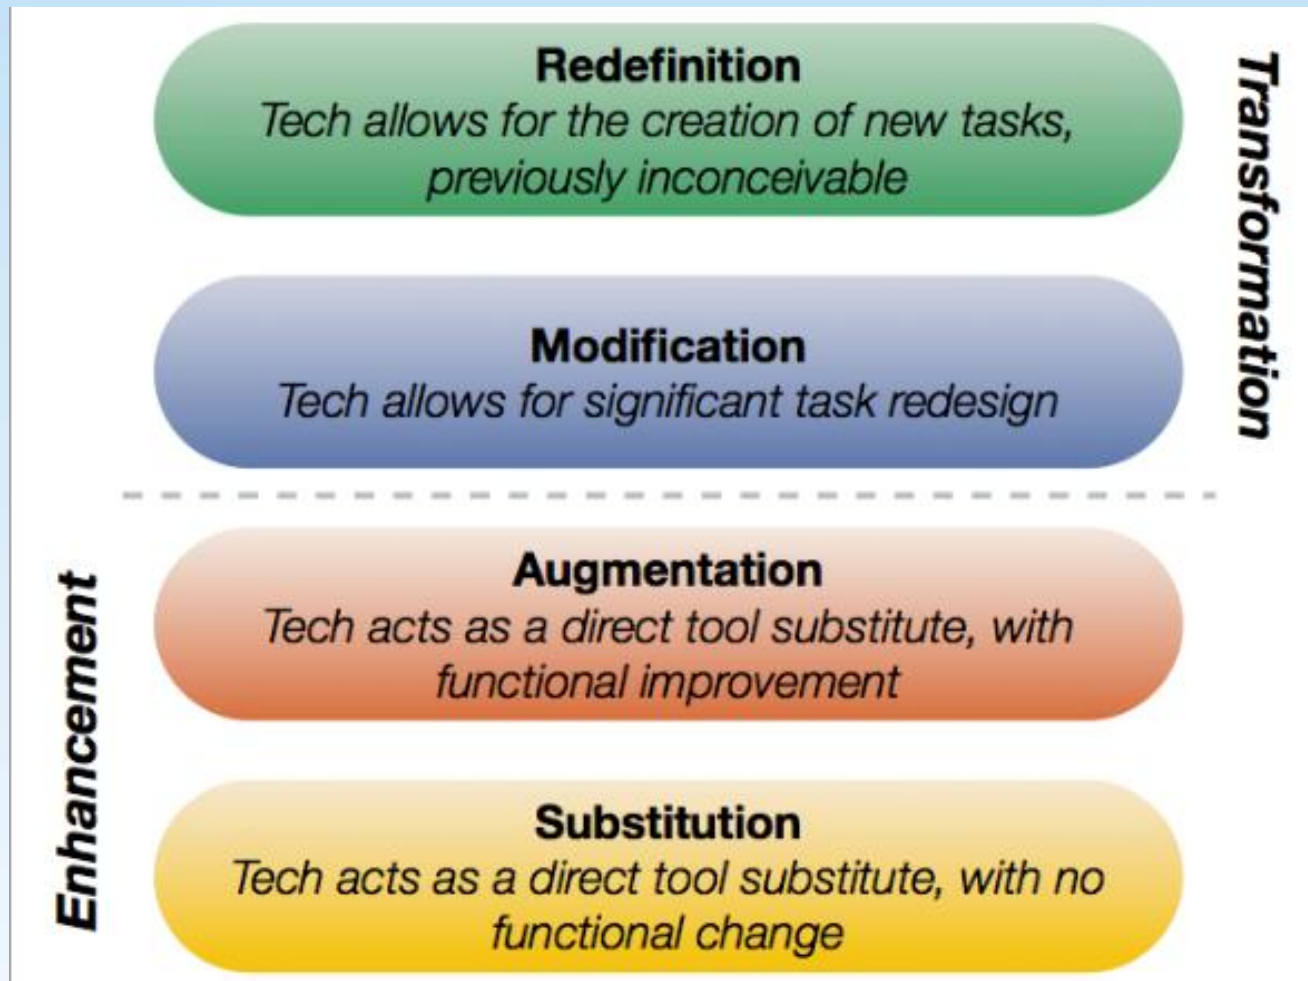 Redefinition
Tech allows for the creation of new tasks,
previously inconceivable
Transformation
Modification
Tech allows for significant task redesign
Enhancement
Augmentation
Tech acts as a direct tool substitute, with
functional improvement
Substitution
Tech acts as a direct tool substitute, with no
functional change